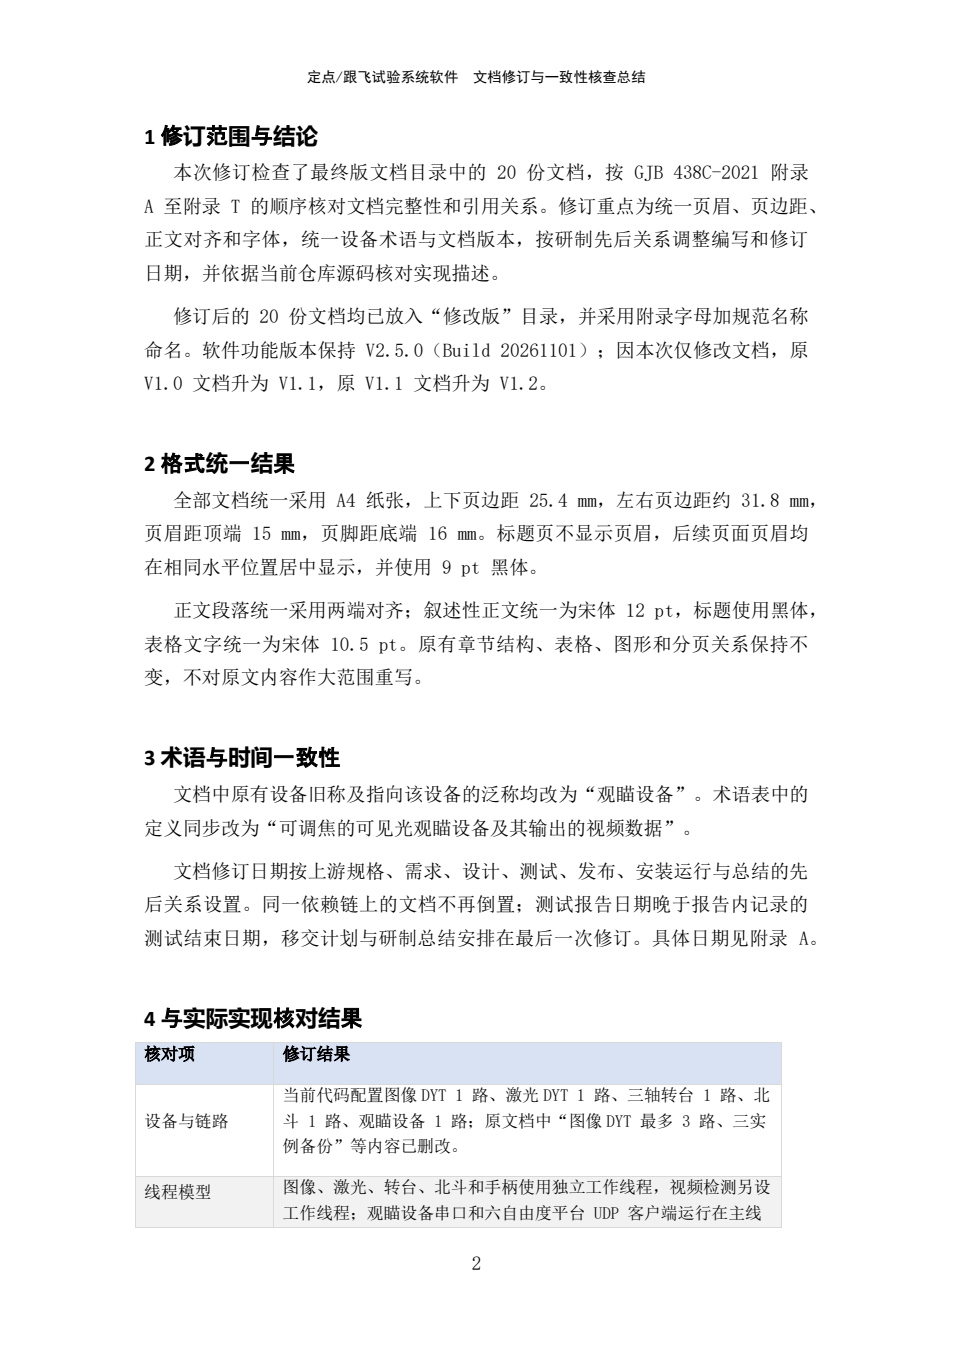 定点/跟飞试验系统软件　文档修订与一致性核查总结
1 修订范围与结论
本次修订检查了最终版文档目录中的 20 份文档，按 GJB 438C-2021 附录
A 至附录 T 的顺序核对文档完整性和引用关系。修订重点为统一页眉、页边距、
正文对齐和字体，统一设备术语与文档版本，按研制先后关系调整编写和修订
日期，并依据当前仓库源码核对实现描述。
修订后的 20 份文档均已放入“修改版”目录，并采用附录字母加规范名称
命名。软件功能版本保持 V2.5.0（Build 20261101）；因本次仅修改文档，原
V1.0 文档升为 V1.1，原 V1.1 文档升为 V1.2。
2 格式统一结果
全部文档统一采用 A4 纸张，上下页边距 25.4 mm，左右页边距约 31.8 mm，
页眉距顶端 15 mm，页脚距底端 16 mm。标题页不显示页眉，后续页面页眉均
在相同水平位置居中显示，并使用 9 pt 黑体。
正文段落统一采用两端对齐；叙述性正文统一为宋体 12 pt，标题使用黑体，
表格文字统一为宋体 10.5 pt。原有章节结构、表格、图形和分页关系保持不
变，不对原文内容作大范围重写。
3 术语与时间一致性
文档中原有设备旧称及指向该设备的泛称均改为“观瞄设备”。术语表中的
定义同步改为“可调焦的可见光观瞄设备及其输出的视频数据”。
文档修订日期按上游规格、需求、设计、测试、发布、安装运行与总结的先
后关系设置。同一依赖链上的文档不再倒置；测试报告日期晚于报告内记录的
测试结束日期，移交计划与研制总结安排在最后一次修订。具体日期见附录 A。
4 与实际实现核对结果
核对项 修订结果
设备与链路
当前代码配置图像 DYT 1 路、激光 DYT 1 路、三轴转台 1 路、北
斗 1 路、观瞄设备 1 路；原文档中“图像 DYT 最多 3 路、三实
例备份”等内容已删改。
线程模型
图像、激光、转台、北斗和手柄使用独立工作线程，视频检测另设
工作线程；观瞄设备串口和六自由度平台 UDP 客户端运行在主线
2